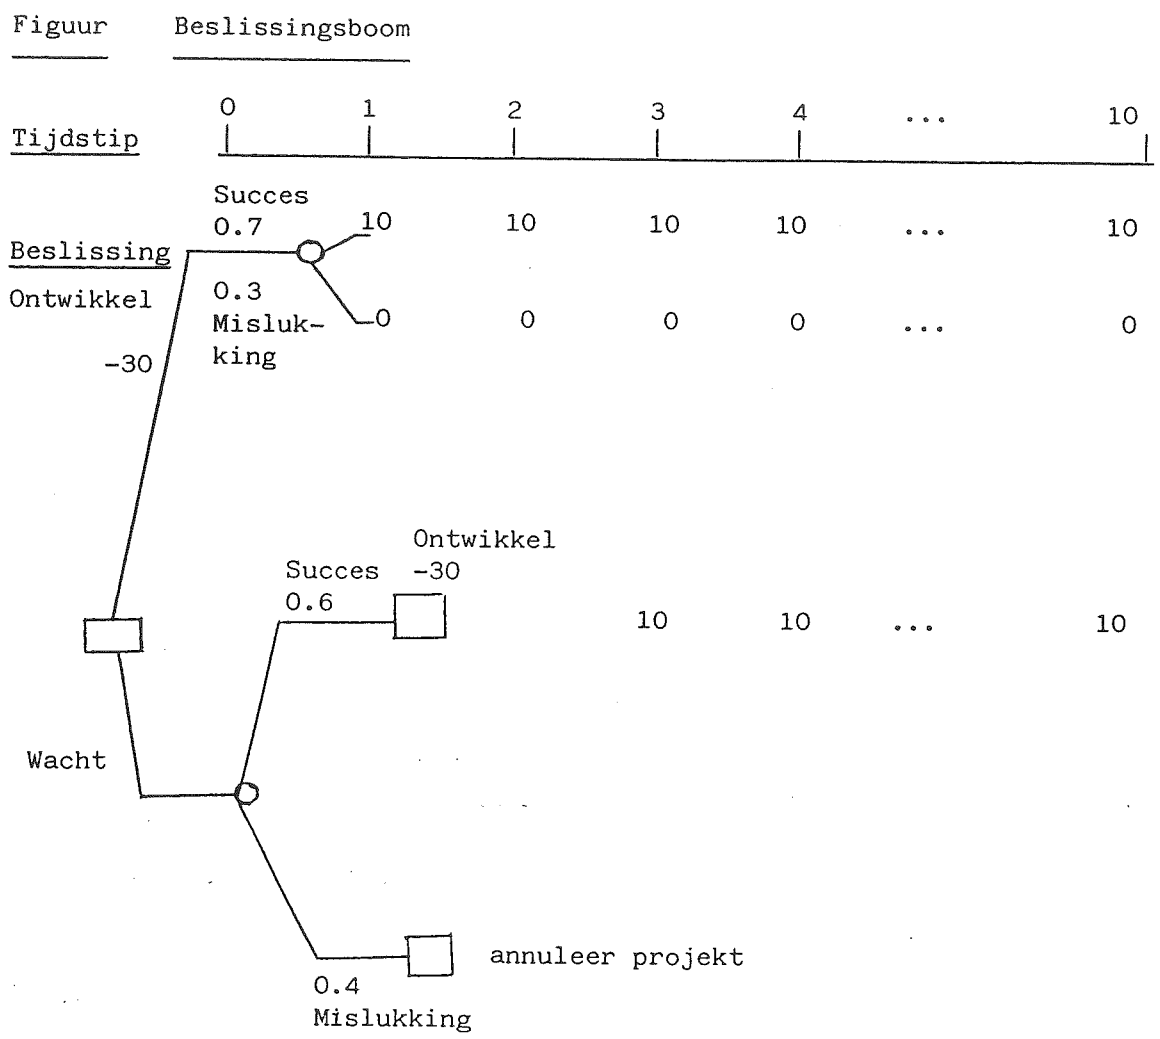 Figuur Beslissingsboom
0 1 2 3 4 ... 10
Tijdstip
Succes
0.7 10 10 10 10 ... 10
Beslissing
0.3
Ontwikkel
Misluk- 0 0 0 0 ... 0
king
-30
Ontwikkel
Succes -30
0.6
10 10 ... 10
Wacht
annuleer projekt
0.4
Mislukking